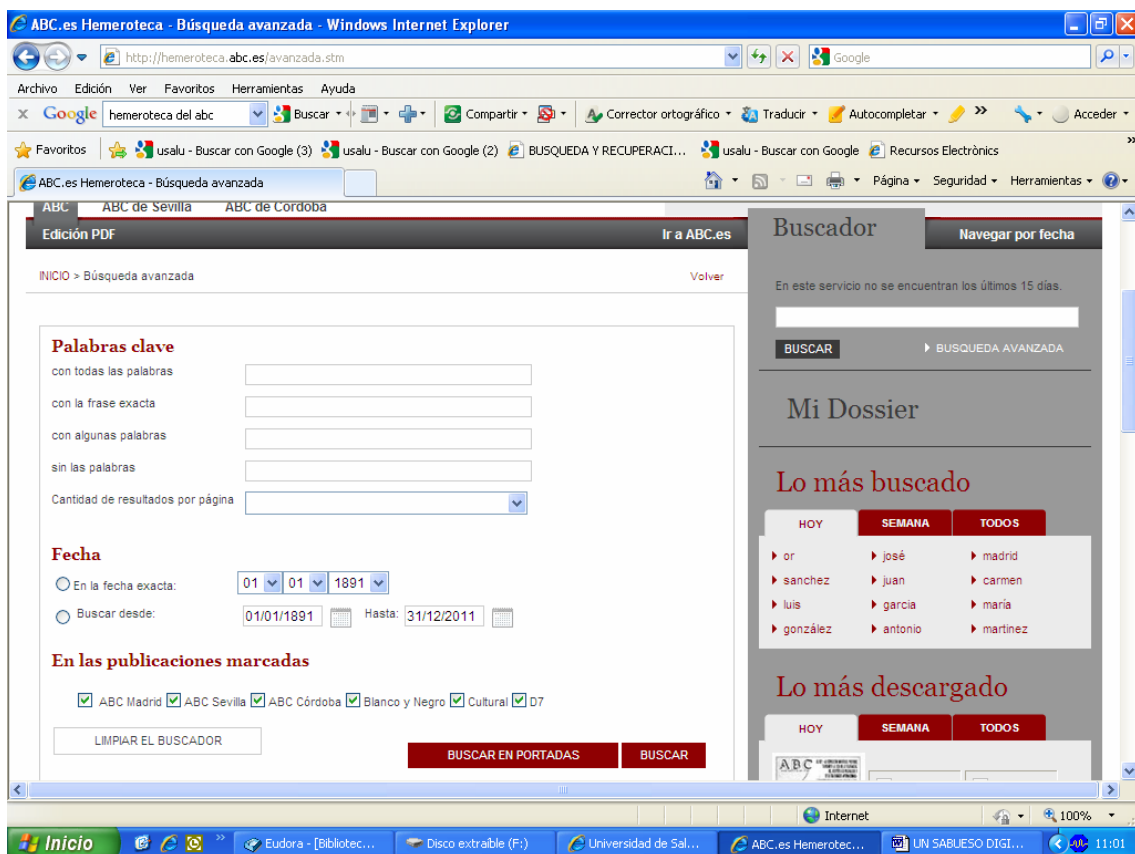 ABC.es Hemeroteca - Búsqueda avanzada - Windows Internet Explorer
http://hemeroteca.abc.es/avanzada.stm
Google
Archivo Edición Ver Favoritos Herramientas Ayuda
x Google hemeroteca del abc Buscar Compartir Corrector ortográfico Traducir Autocompletar >> Acceder
Favoritos usalu - Buscar con Google (3) usalu - Buscar con Google (2) BUSQUEDA Y RECUPERACI... usalu - Buscar con Google Recursos Electrònics >>
ABC.es Hemeroteca - Búsqueda avanzada Página Seguridad Herramientas
ABC ABC de Sevilla ABC de Córdoba
Edición PDF Ir a ABC.es
INICIO > Búsqueda avanzada Volver
Palabras clave
con todas las palabras
con la frase exacta
con algunas palabras
sin las palabras
Cantidad de resultados por página
Fecha
En la fecha exacta: 01 01 1891
Buscar desde: 01/01/1891 Hasta: 31/12/2011
En las publicaciones marcadas
ABC Madrid ABC Sevilla ABC Córdoba Blanco y Negro Cultural D7
LIMPIAR EL BUSCADOR
BUSCAR EN PORTADAS BUSCAR
Buscador Navegar por fecha
En este servicio no se encuentran los últimos 15 días.
BUSCAR BUSQUEDA AVANZADA
Mi Dossier
Lo más buscado
HOY SEMANA TODOS
or josé madrid
sanchez juan carmen
luis garcia maría
gonzález antonio martinez
Lo más descargado
HOY SEMANA TODOS
ABC
Internet 100%
Inicio >> Eudora - [Bibliotec... Disco extraíble (F:) Universidad de Sal... ABC.es Hemerotec... UN SABUESO DIGI... 11:01